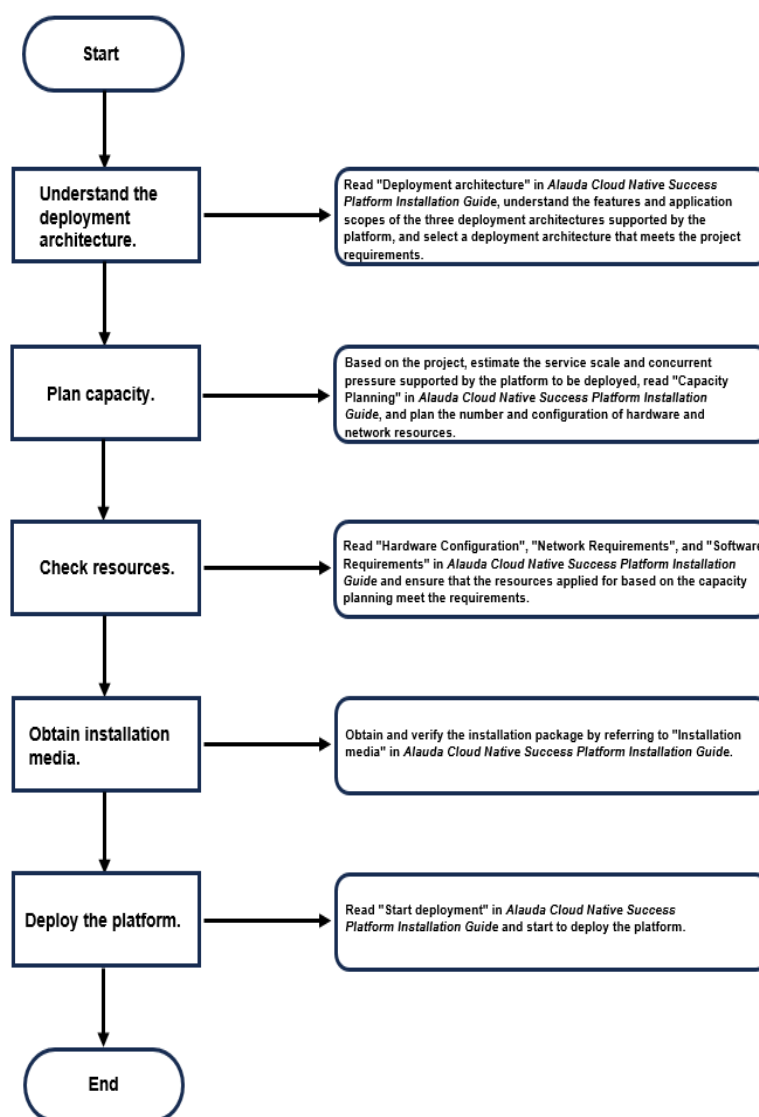 Start
Understand the
deployment
architecture.
Read "Deployment architecture" in Alauda Cloud Native Success
Platform Installation Guide, understand the features and application
scopes of the three deployment architectures supported by the
platform, and select a deployment architecture that meets the project
requirements.
Plan capacity.
Based on the project, estimate the service scale and concurrent
pressure supported by the platform to be deployed, read "Capacity
Planning" in Alauda Cloud Native Success Platform Installation
Guide, and plan the number and configuration of hardware and
network resources.
Check resources.
Read "Hardware Configuration", "Network Requirements", and "Software
Requirements" in Alauda Cloud Native Success Platform Installation
Guide and ensure that the resources applied for based on the capacity
planning meet the requirements.
Obtain installation
media.
Obtain and verify the installation package by referring to "Installation
media" in Alauda Cloud Native Success Platform Installation Guide.
Deploy the platform.
Read "Start deployment" in Alauda Cloud Native Success
Platform Installation Guide and start to deploy the platform.
End